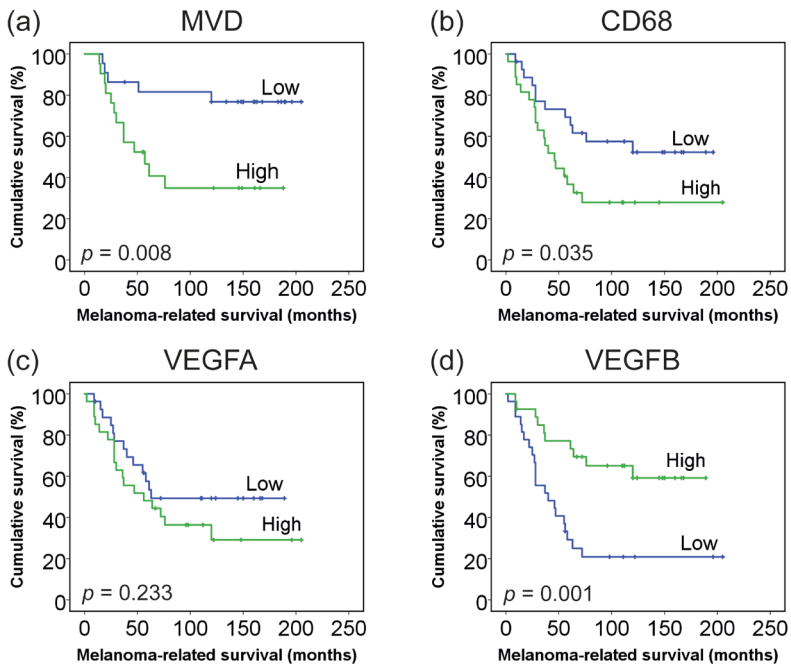 (a) MVD
Cumulative survival (%)
100
80
60
40
20
0
Low
High
p = 0.008
0 50 100 150 200 250
Melanoma-related survival (months)
(b) CD68
Cumulative survival (%)
100
80
60
40
20
0
Low
High
p = 0.035
0 50 100 150 200 250
Melanoma-related survival (months)
(c) VEGFA
Cumulative survival (%)
100
80
60
40
20
0
Low
High
p = 0.233
0 50 100 150 200 250
Melanoma-related survival (months)
(d) VEGFB
Cumulative survival (%)
100
80
60
40
20
0
High
Low
p = 0.001
0 50 100 150 200 250
Melanoma-related survival (months)